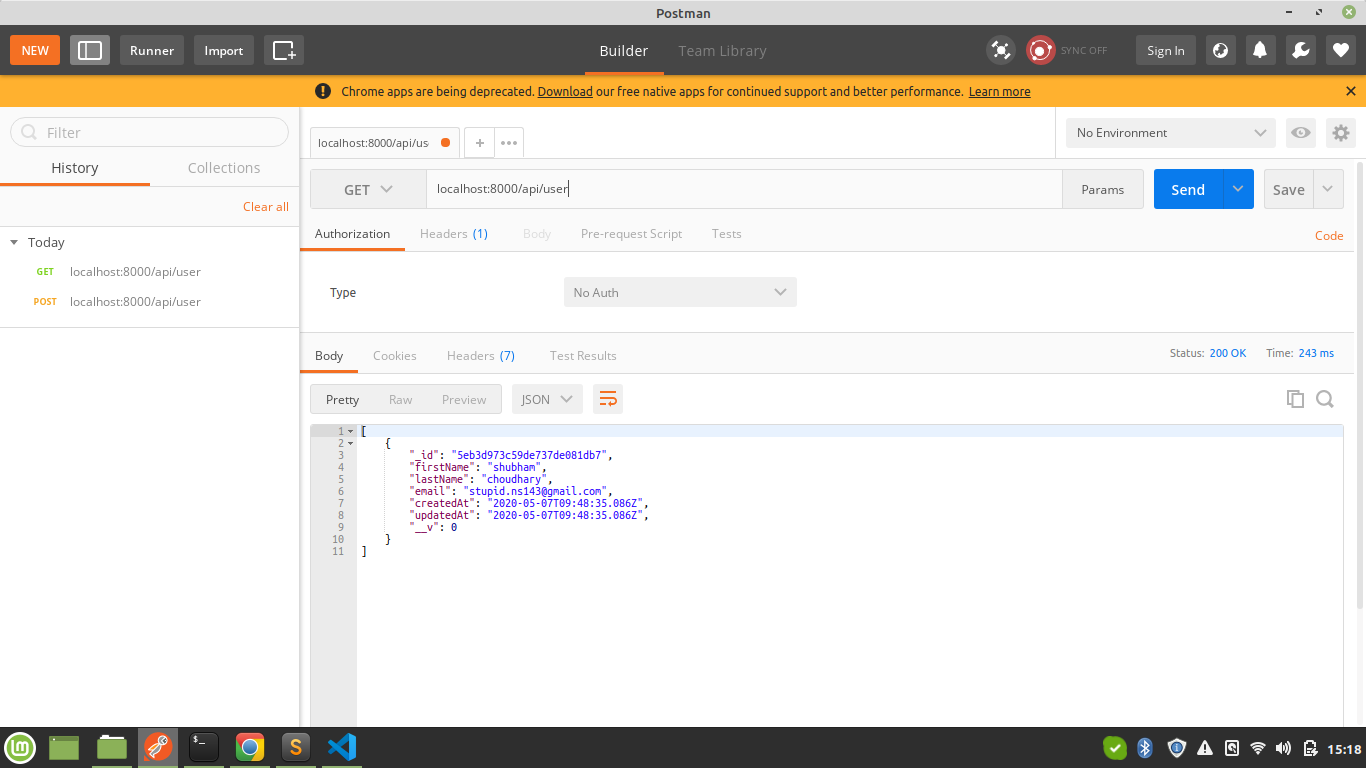 Postman
NEW Runner Import Builder Team Library SYNC OFF Sign In
Chrome apps are being deprecated. Download our free native apps for continued support and better performance. Learn more
Filter
History Collections
Clear all
Today
GET localhost:8000/api/user
POST localhost:8000/api/user
localhost:8000/api/us No Environment
GET localhost:8000/api/user Params Send Save
Authorization Headers (1) Body Pre-request Script Tests Code
Type No Auth
Body Cookies Headers (7) Test Results Status: 200 OK Time: 243 ms
Pretty Raw Preview JSON
1 [
2 {
3 "_id": "5eb3d973c59de737de081db7",
4 "firstName": "shubham",
5 "lastName": "choudhary",
6 "email": "stupid.ns143@gmail.com",
7 "createdAt": "2020-05-07T09:48:35.086Z",
8 "updatedAt": "2020-05-07T09:48:35.086Z",
9 "__v": 0
10 }
11 ]
15:18